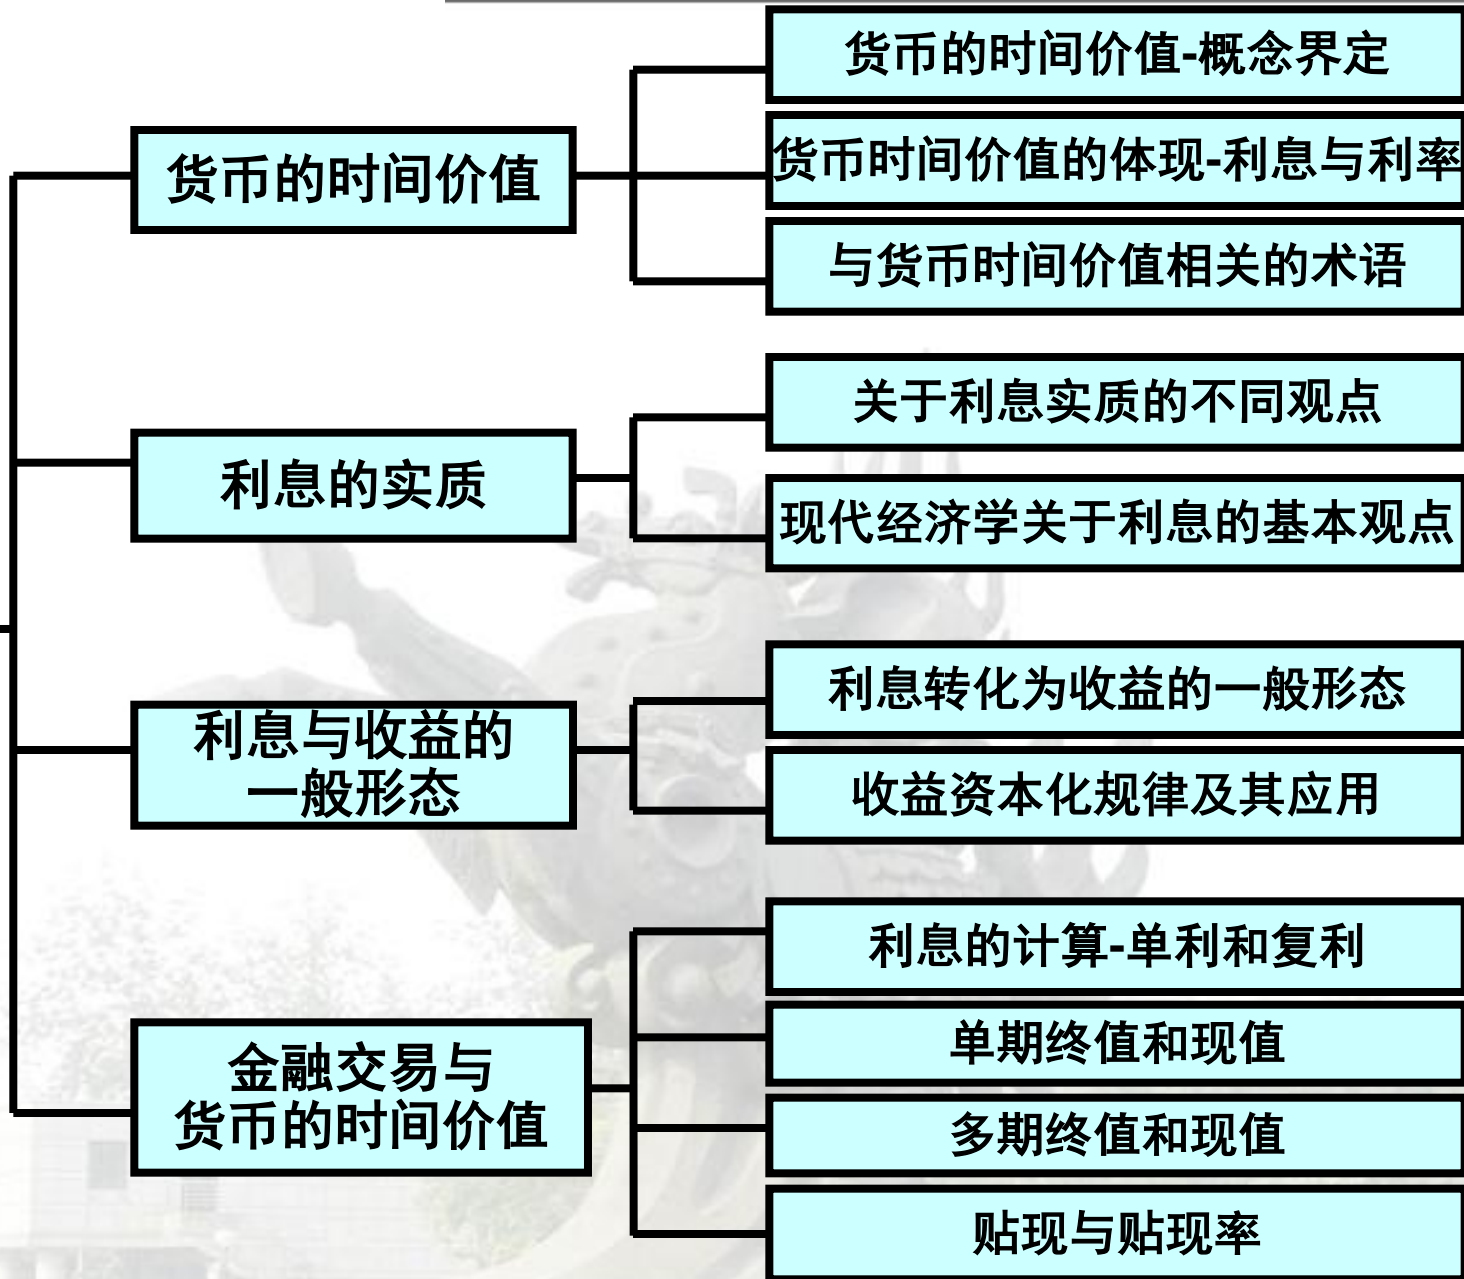 货币的时间价值
货币的时间价值-概念界定
货币时间价值的体现-利息与利率
与货币时间价值相关的术语
利息的实质
关于利息实质的不同观点
现代经济学关于利息的基本观点
利息与收益的
一般形态
利息转化为收益的一般形态
收益资本化规律及其应用
金融交易与
货币的时间价值
利息的计算-单利和复利
单期终值和现值
多期终值和现值
贴现与贴现率